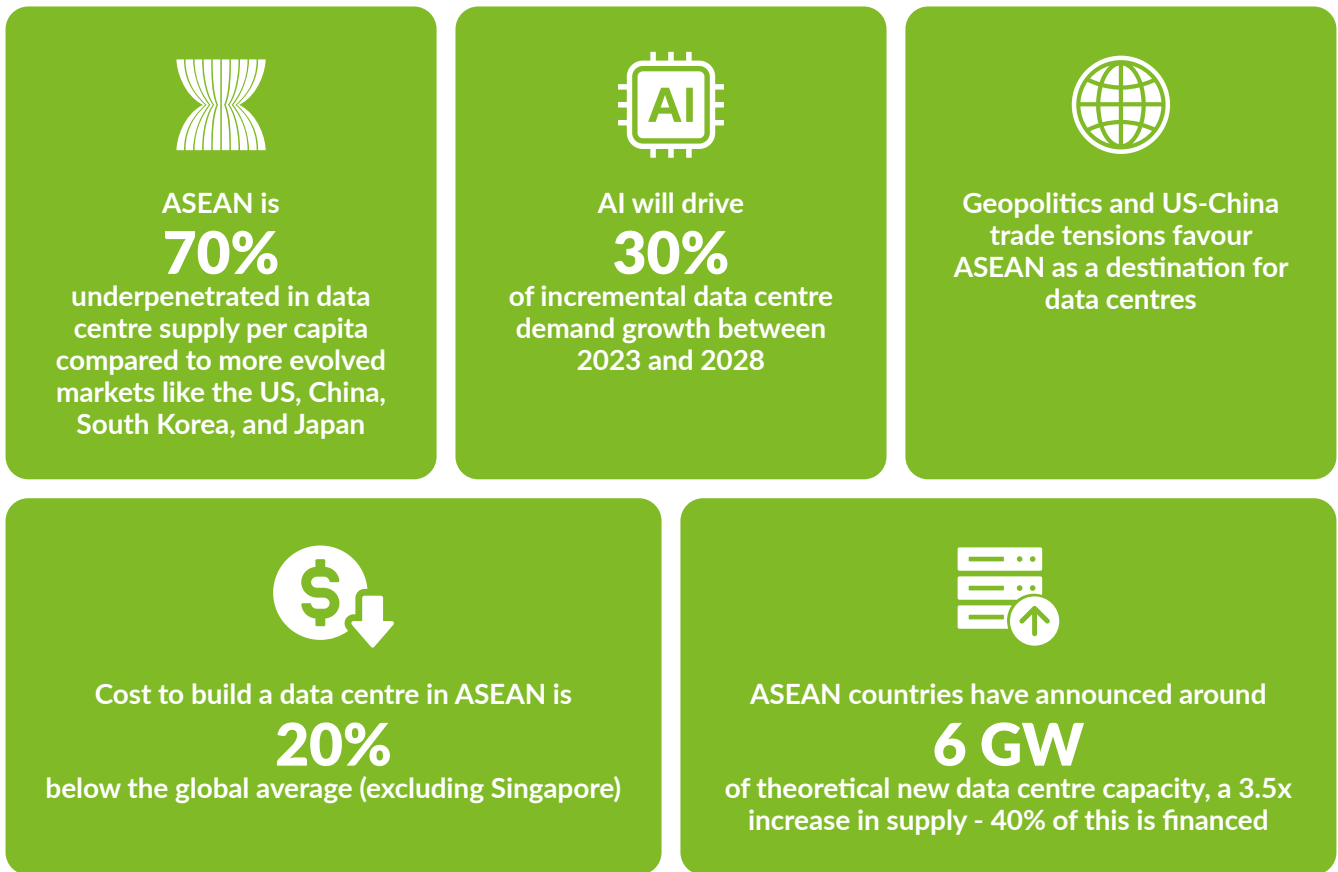 ASEAN is
70%
underpenetrated in data
centre supply per capita
compared to more evolved
markets like the US, China,
South Korea, and Japan
AI
AI will drive
30%
of incremental data centre
demand growth between
2023 and 2028
Geopolitics and US-China
trade tensions favour
ASEAN as a destination for
data centres
$
Cost to build a data centre in ASEAN is
20%
below the global average (excluding Singapore)
ASEAN countries have announced around
6 GW
of theoretical new data centre capacity, a 3.5x
increase in supply - 40% of this is financed